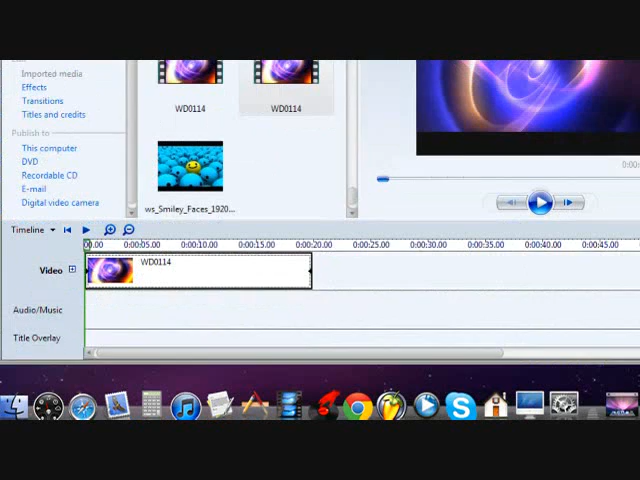 Imported media
Effects
Transitions
Titles and credits
Publish to
This computer
DVD
Recordable CD
E-mail
Digital video camera
WD0114
WD0114
ws_Smiley_Faces_1920...
Timeline
00.00 0:00:05.00 0:00:10.00 0:00:15.00 0:00:20.00 0:00:25.00 0:00:30.00 0:00:35.00 0:00:40.00 0:00:45.00
Video
WD0114
Audio/Music
Title Overlay